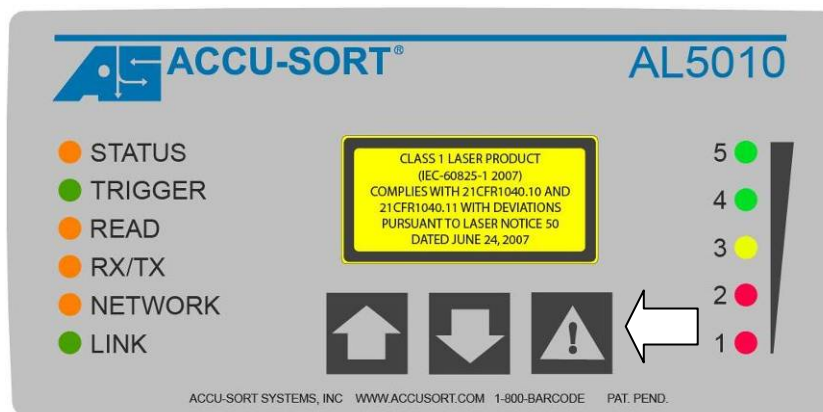 ACCU-SORT®
AL5010
STATUS
TRIGGER
READ
RX/TX
NETWORK
LINK
CLASS 1 LASER PRODUCT
(IEC-60825-1 2007)
COMPLIES WITH 21CFR1040.10 AND
21CFR1040.11 WITH DEVIATIONS
PURSUANT TO LASER NOTICE 50
DATED JUNE 24, 2007
5
4
3
2
1
ACCU-SORT SYSTEMS, INC WWW.ACCUSORT.COM 1-800-BARCODE PAT. PEND.